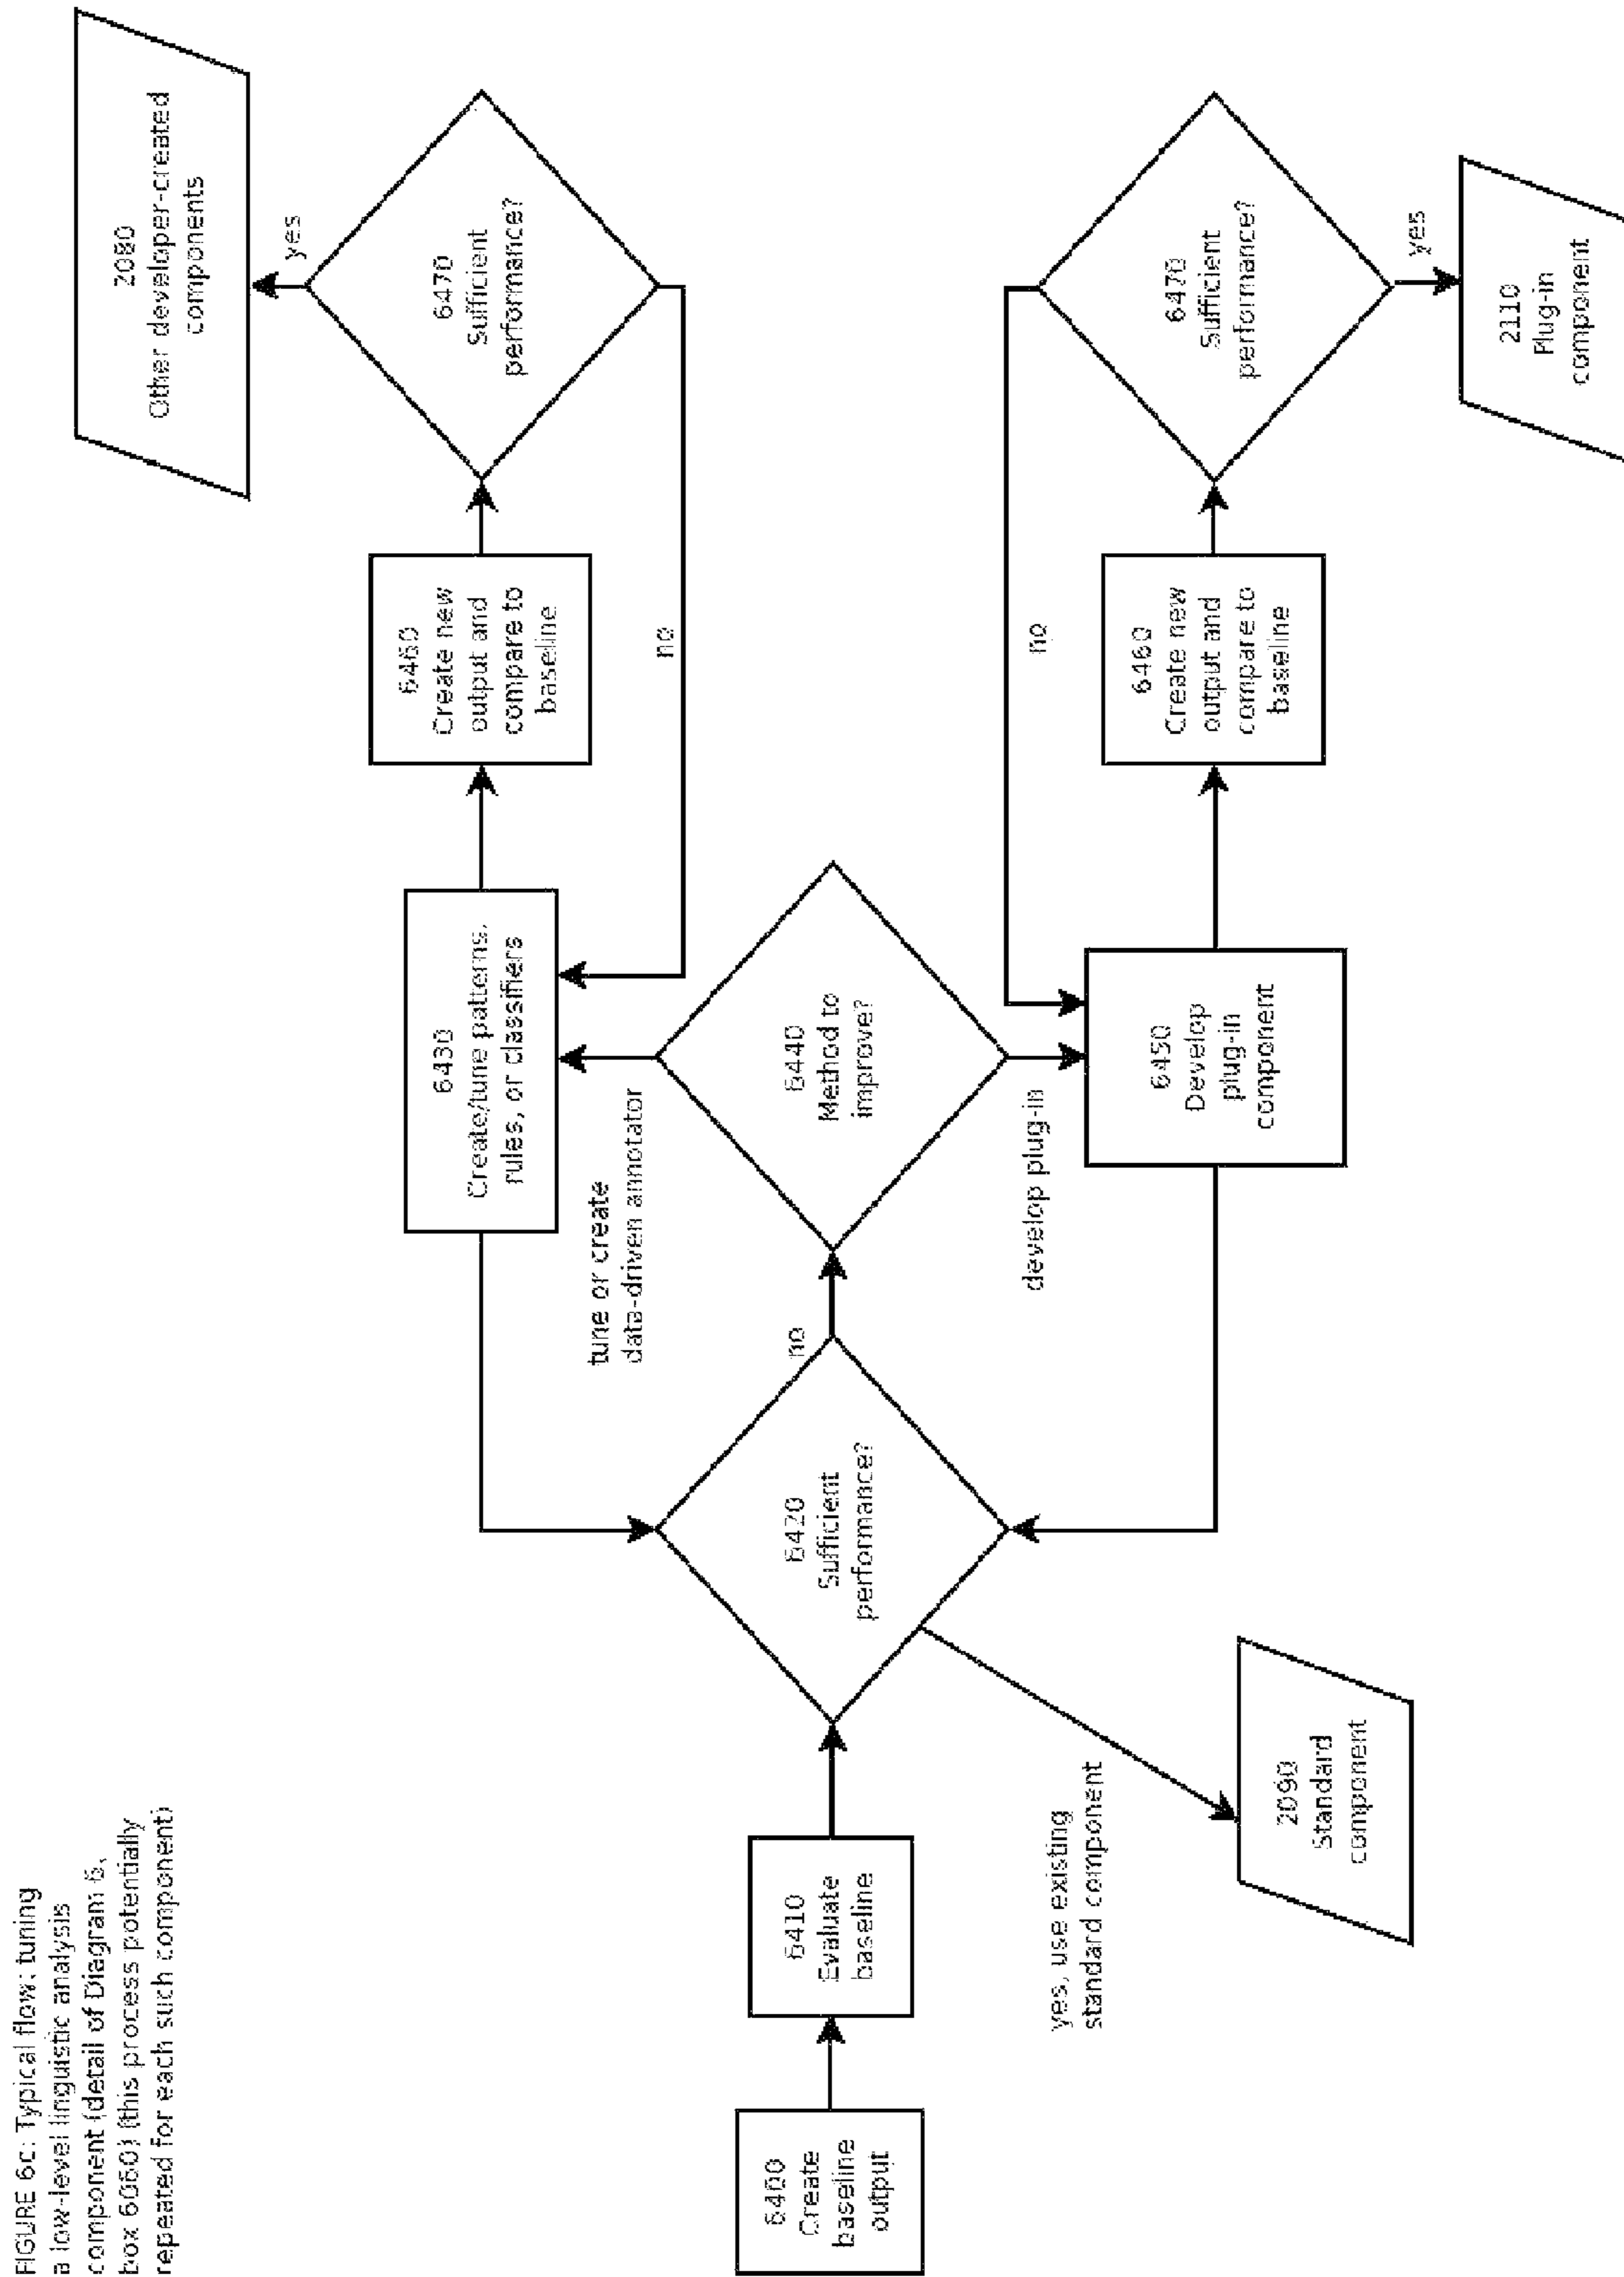 FIGURE 6c: Typical flow: tuning
a low-level linguistic analysis
component (detail of Diagram 6,
box 6060) (this process potentially
repeated for each such component)
6400
Create
baseline
output
6410
Evaluate
baseline
6420
Sufficient
performance?
yes, use existing
standard component
2090
Standard
component
no
6440
Method to
improve?
tune or create
data-driven annotator
6430
Create/tune patterns,
rules, or classifiers
6460
Create new
output and
compare to
baseline
6470
Sufficient
performance?
no
yes
2080
Other developer-created
components
develop plug-in
6450
Develop
plug-in
component
6460
Create new
output and
compare to
baseline
6470
Sufficient
performance?
no
yes
2110
Plug-in
component